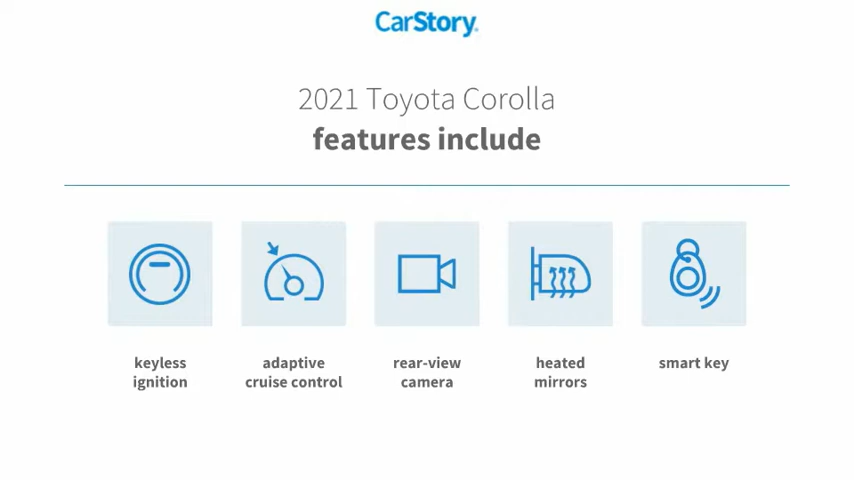 CarStory
2021 Toyota Corolla
features include
keyless
ignition
adaptive
cruise control
rear-view
camera
heated
mirrors
smart key